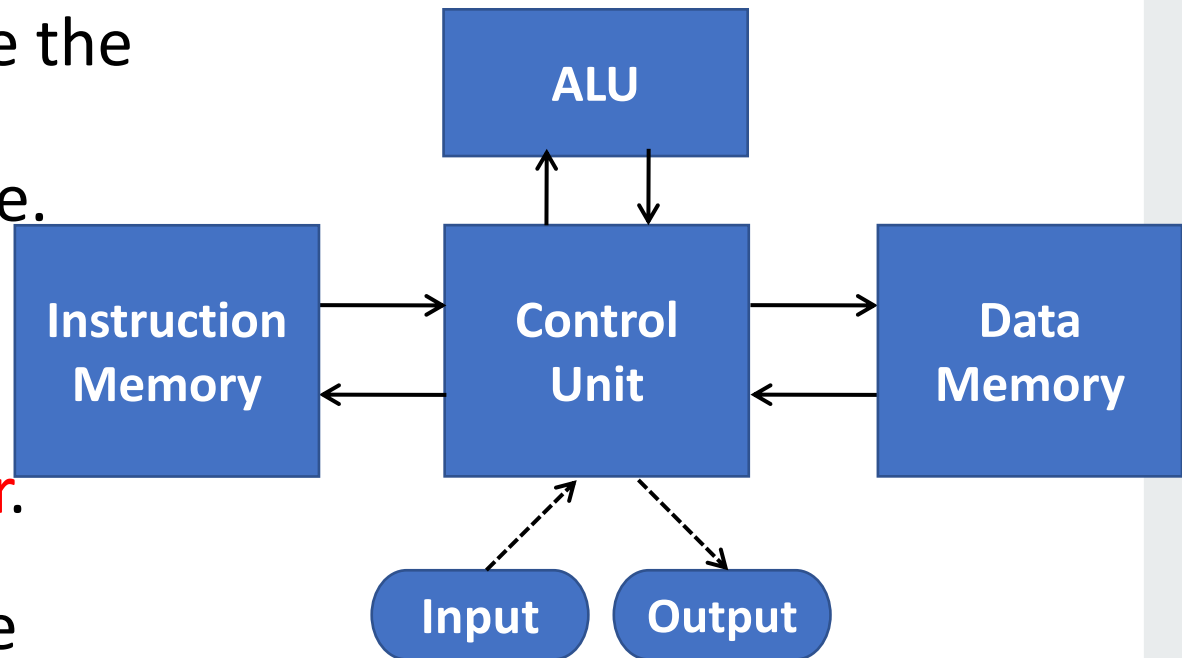 e the
ALU
e.
Instruction
Memory
Control
Unit
Data
Memory
r.
Input
Output
e